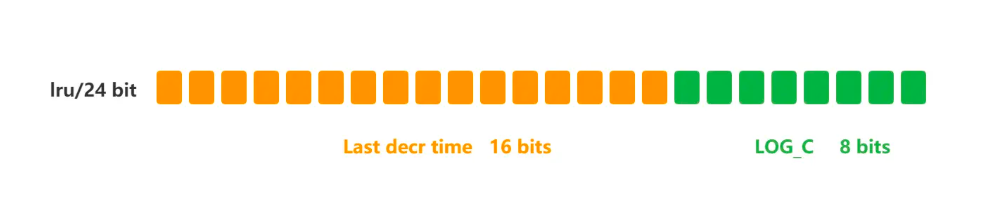 lru/24 bit
Last decr time 16 bits
LOG_C 8 bits